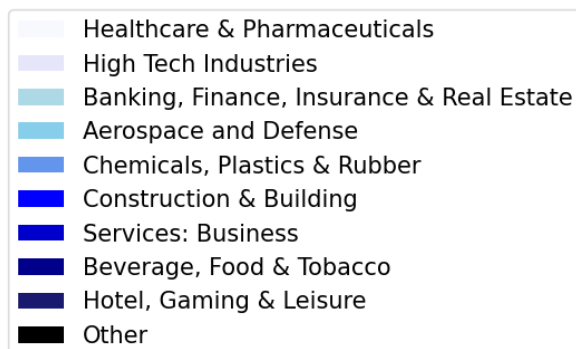 Healthcare & Pharmaceuticals
High Tech Industries
Banking, Finance, Insurance & Real Estate
Aerospace and Defense
Chemicals, Plastics & Rubber
Construction & Building
Services: Business
Beverage, Food & Tobacco
Hotel, Gaming & Leisure
Other